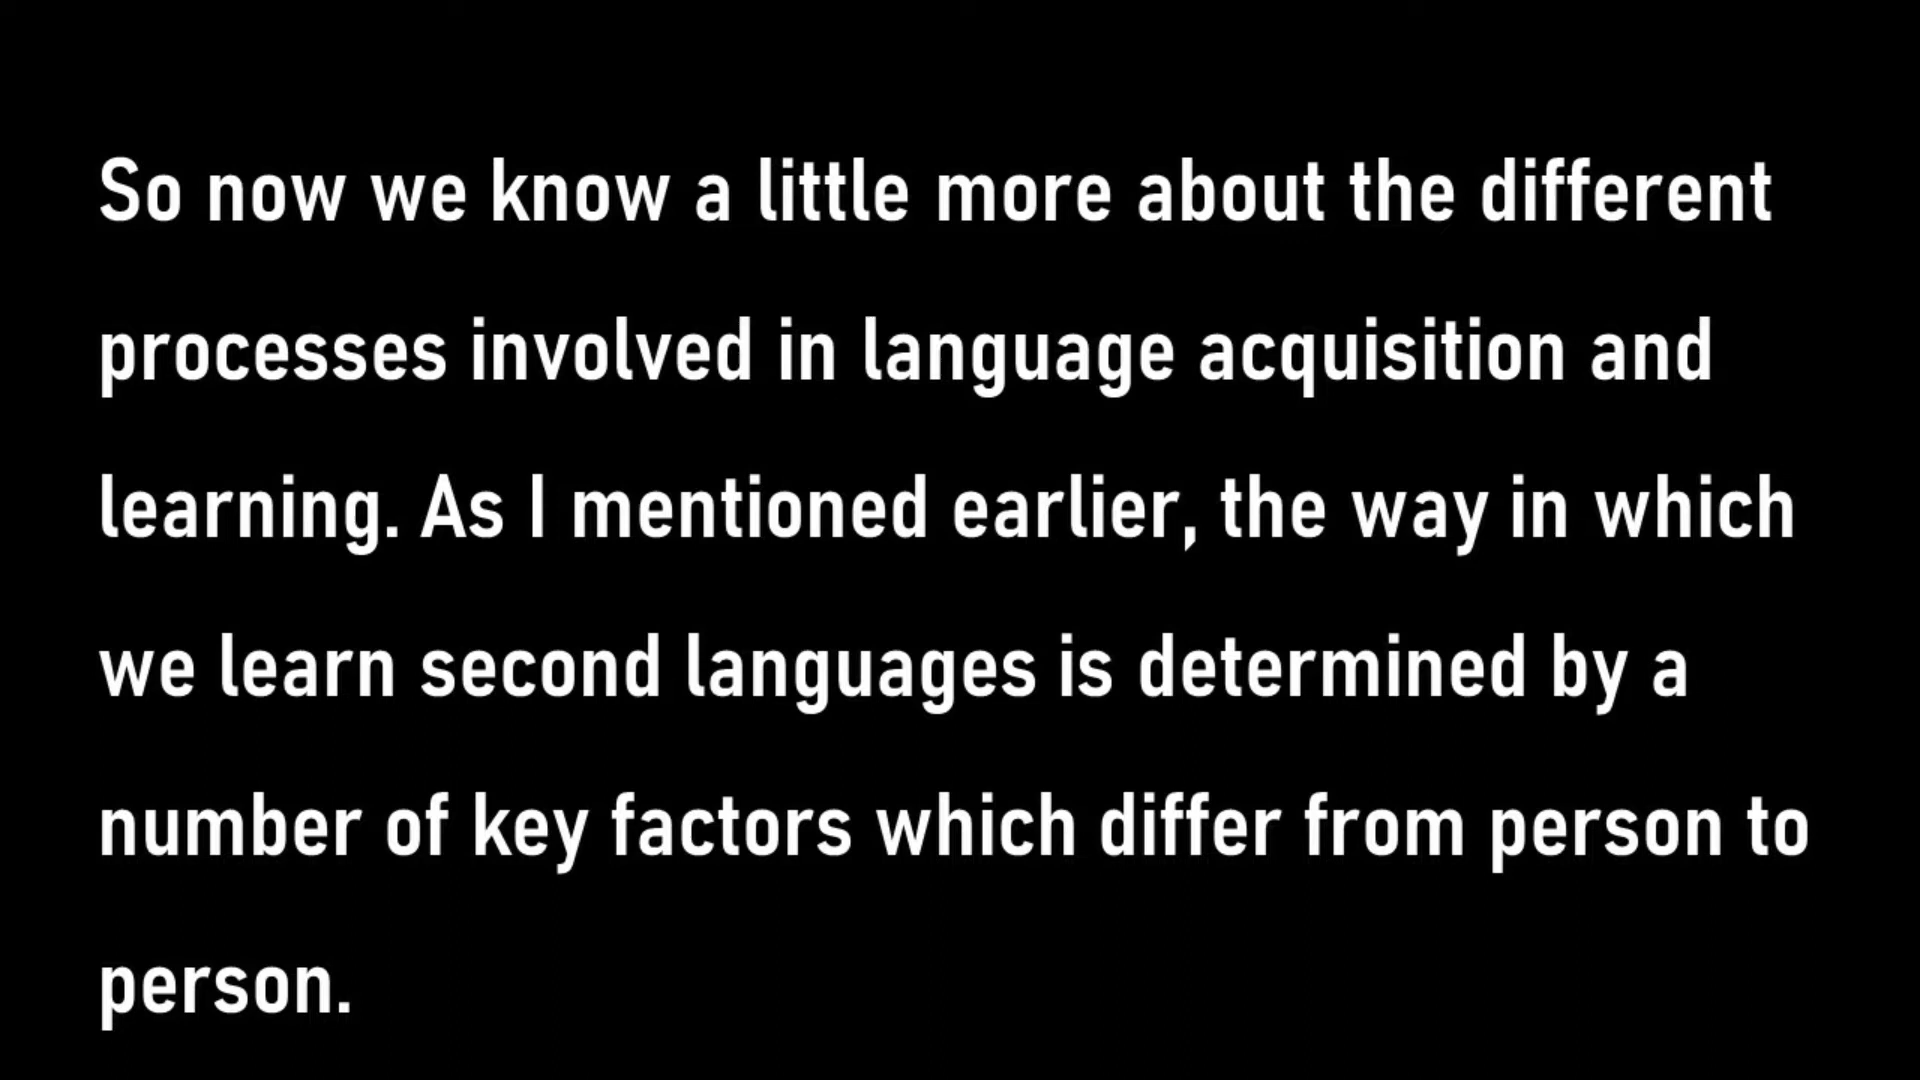 So now we know a little more about the different
processes involved in language acquisition and
learning. As I mentioned earlier, the way in which
we learn second languages is determined by a
number of key factors which differ from person to
person.